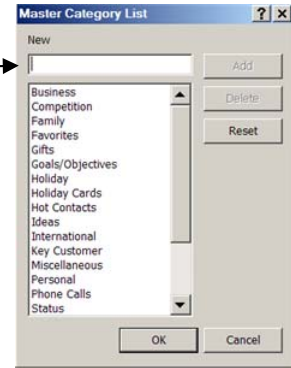 Master Category List
New
Add
Business
Competition
Family
Favorites
Gifts
Goals/Objectives
Holiday
Holiday Cards
Hot Contacts
Ideas
International
Key Customer
Miscellaneous
Personal
Phone Calls
Status
Delete
Reset
OK Cancel